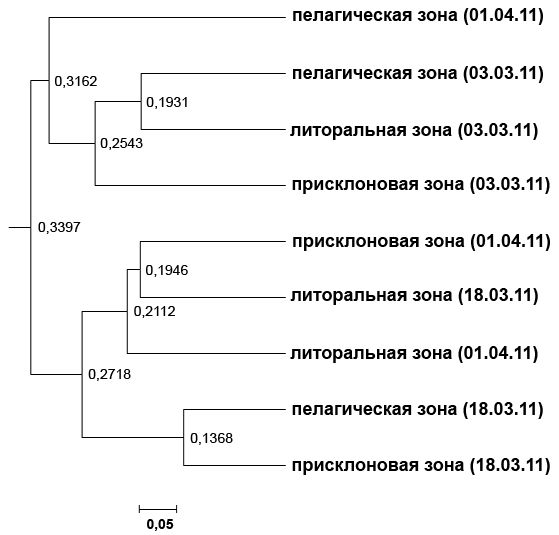 пелагическая зона (01.04.11)
0,3162
пелагическая зона (03.03.11)
0,1931
литоральная зона (03.03.11)
0,2543
присклоновая зона (03.03.11)
0,3397
присклоновая зона (01.04.11)
0,1946
литоральная зона (18.03.11)
0,2112
литоральная зона (01.04.11)
0,2718
пелагическая зона (18.03.11)
0,1368
присклоновая зона (18.03.11)
0,05